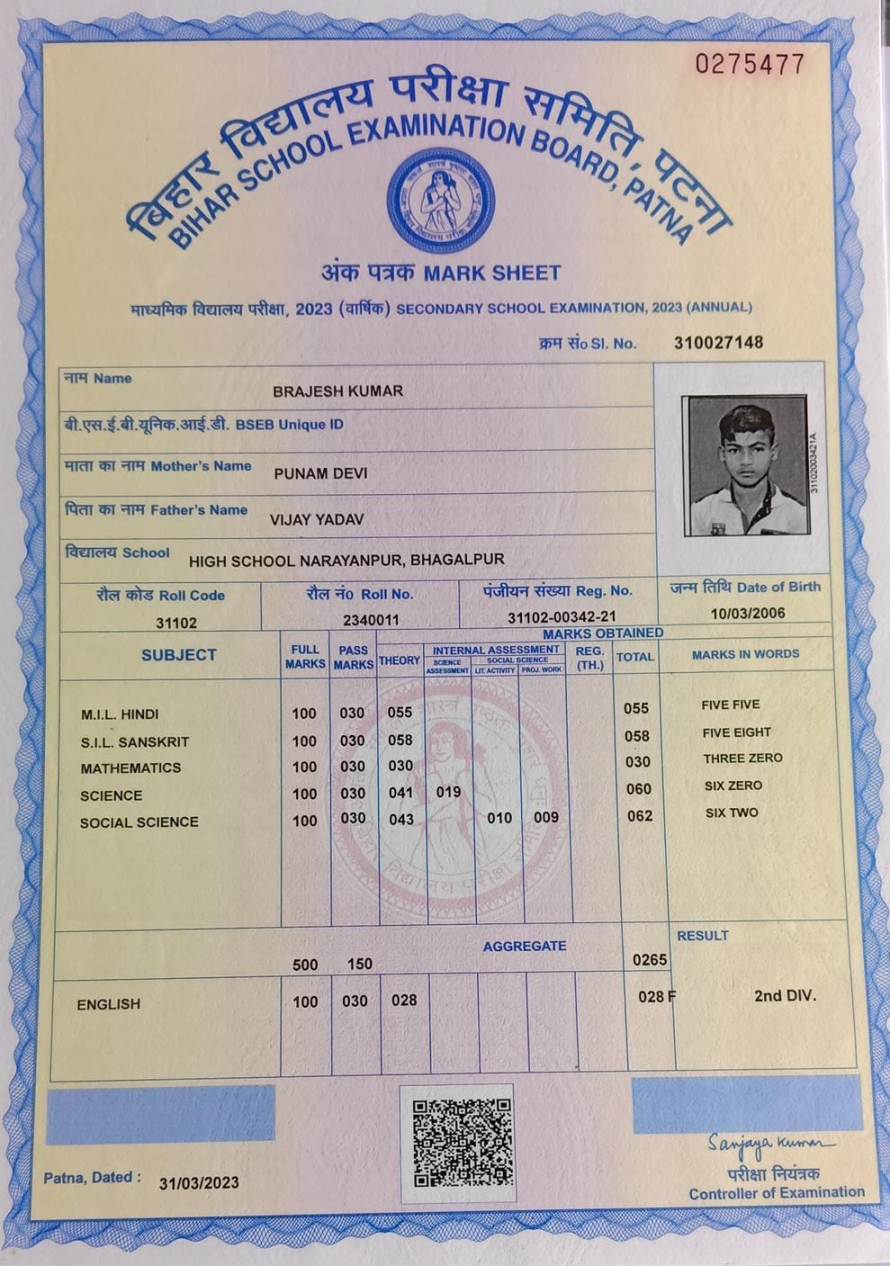 0275477
बिहार विद्यालय परीक्षा समिति, पटना
BIHAR SCHOOL EXAMINATION BOARD, PATNA
अंक पत्रक MARK SHEET
माध्यमिक विद्यालय परीक्षा, 2023 (वार्षिक) SECONDARY SCHOOL EXAMINATION, 2023 (ANNUAL)
क्रम सं० Sl. No. 310027148
नाम Name BRAJESH KUMAR
बी.एस.ई.बी.यूनिक.आई.डी. BSEB Unique ID
माता का नाम Mother's Name PUNAM DEVI
पिता का नाम Father's Name VIJAY YADAV
विद्यालय School HIGH SCHOOL NARAYANPUR, BHAGALPUR
31102003421A
रौल कोड Roll Code रौल नं० Roll No. पंजीयन संख्या Reg. No. जन्म तिथि Date of Birth
31102 2340011 31102-00342-21 10/03/2006
MARKS OBTAINED
SUBJECT FULL MARKS PASS MARKS THEORY INTERNAL ASSESSMENT REG. (TH.) TOTAL MARKS IN WORDS
SCIENCE ASSESSMENT SOCIAL SCIENCE LIT. ACTIVITY PROJ. WORK
M.I.L. HINDI 100 030 055 055 FIVE FIVE
S.I.L. SANSKRIT 100 030 058 058 FIVE EIGHT
MATHEMATICS 100 030 030 030 THREE ZERO
SCIENCE 100 030 041 019 060 SIX ZERO
SOCIAL SCIENCE 100 030 043 010 009 062 SIX TWO
AGGREGATE RESULT
500 150 0265
ENGLISH 100 030 028 028 F 2nd DIV.
Sanjaya Kumar
Patna, Dated : 31/03/2023
परीक्षा नियंत्रक
Controller of Examination